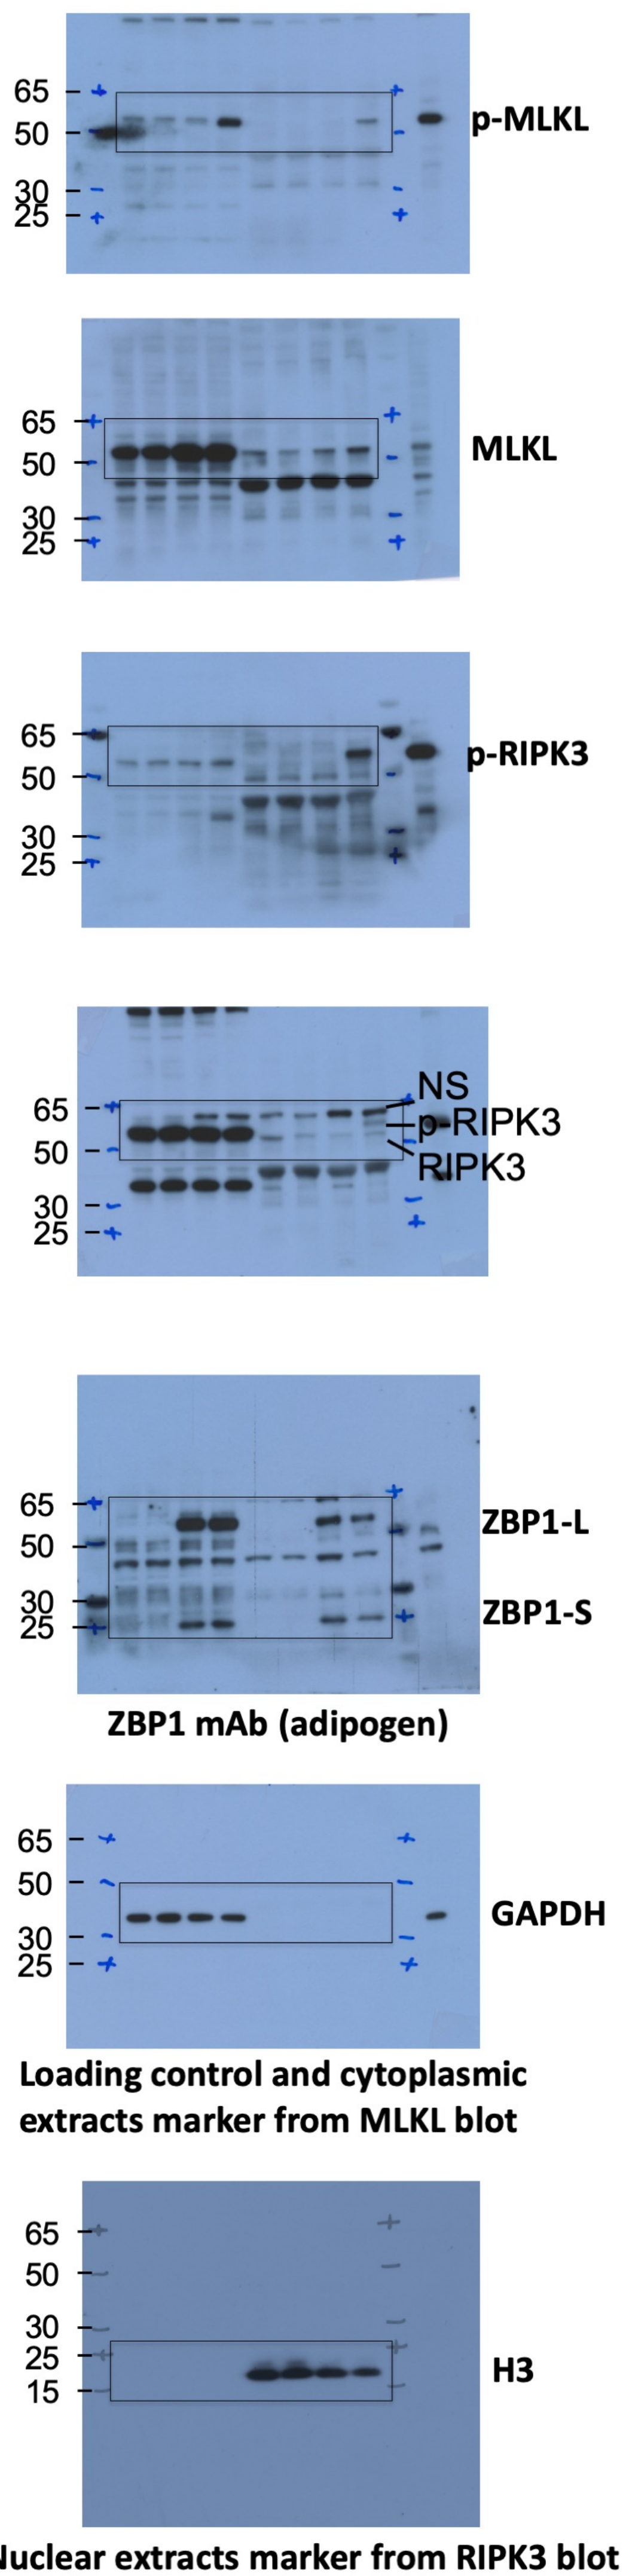 65
50
30
25
p-MLKL
65
50
30
25
MLKL
65
50
30
25
p-RIPK3
65
50
30
25
NS
p-RIPK3
RIPK3
65
50
30
25
ZBP1-L
ZBP1-S
ZBP1 mAb (adipogen)
65
50
30
25
GAPDH
Loading control and cytoplasmic
extracts marker from MLKL blot
65
50
30
25
15
H3
Nuclear extracts marker from RIPK3 blot